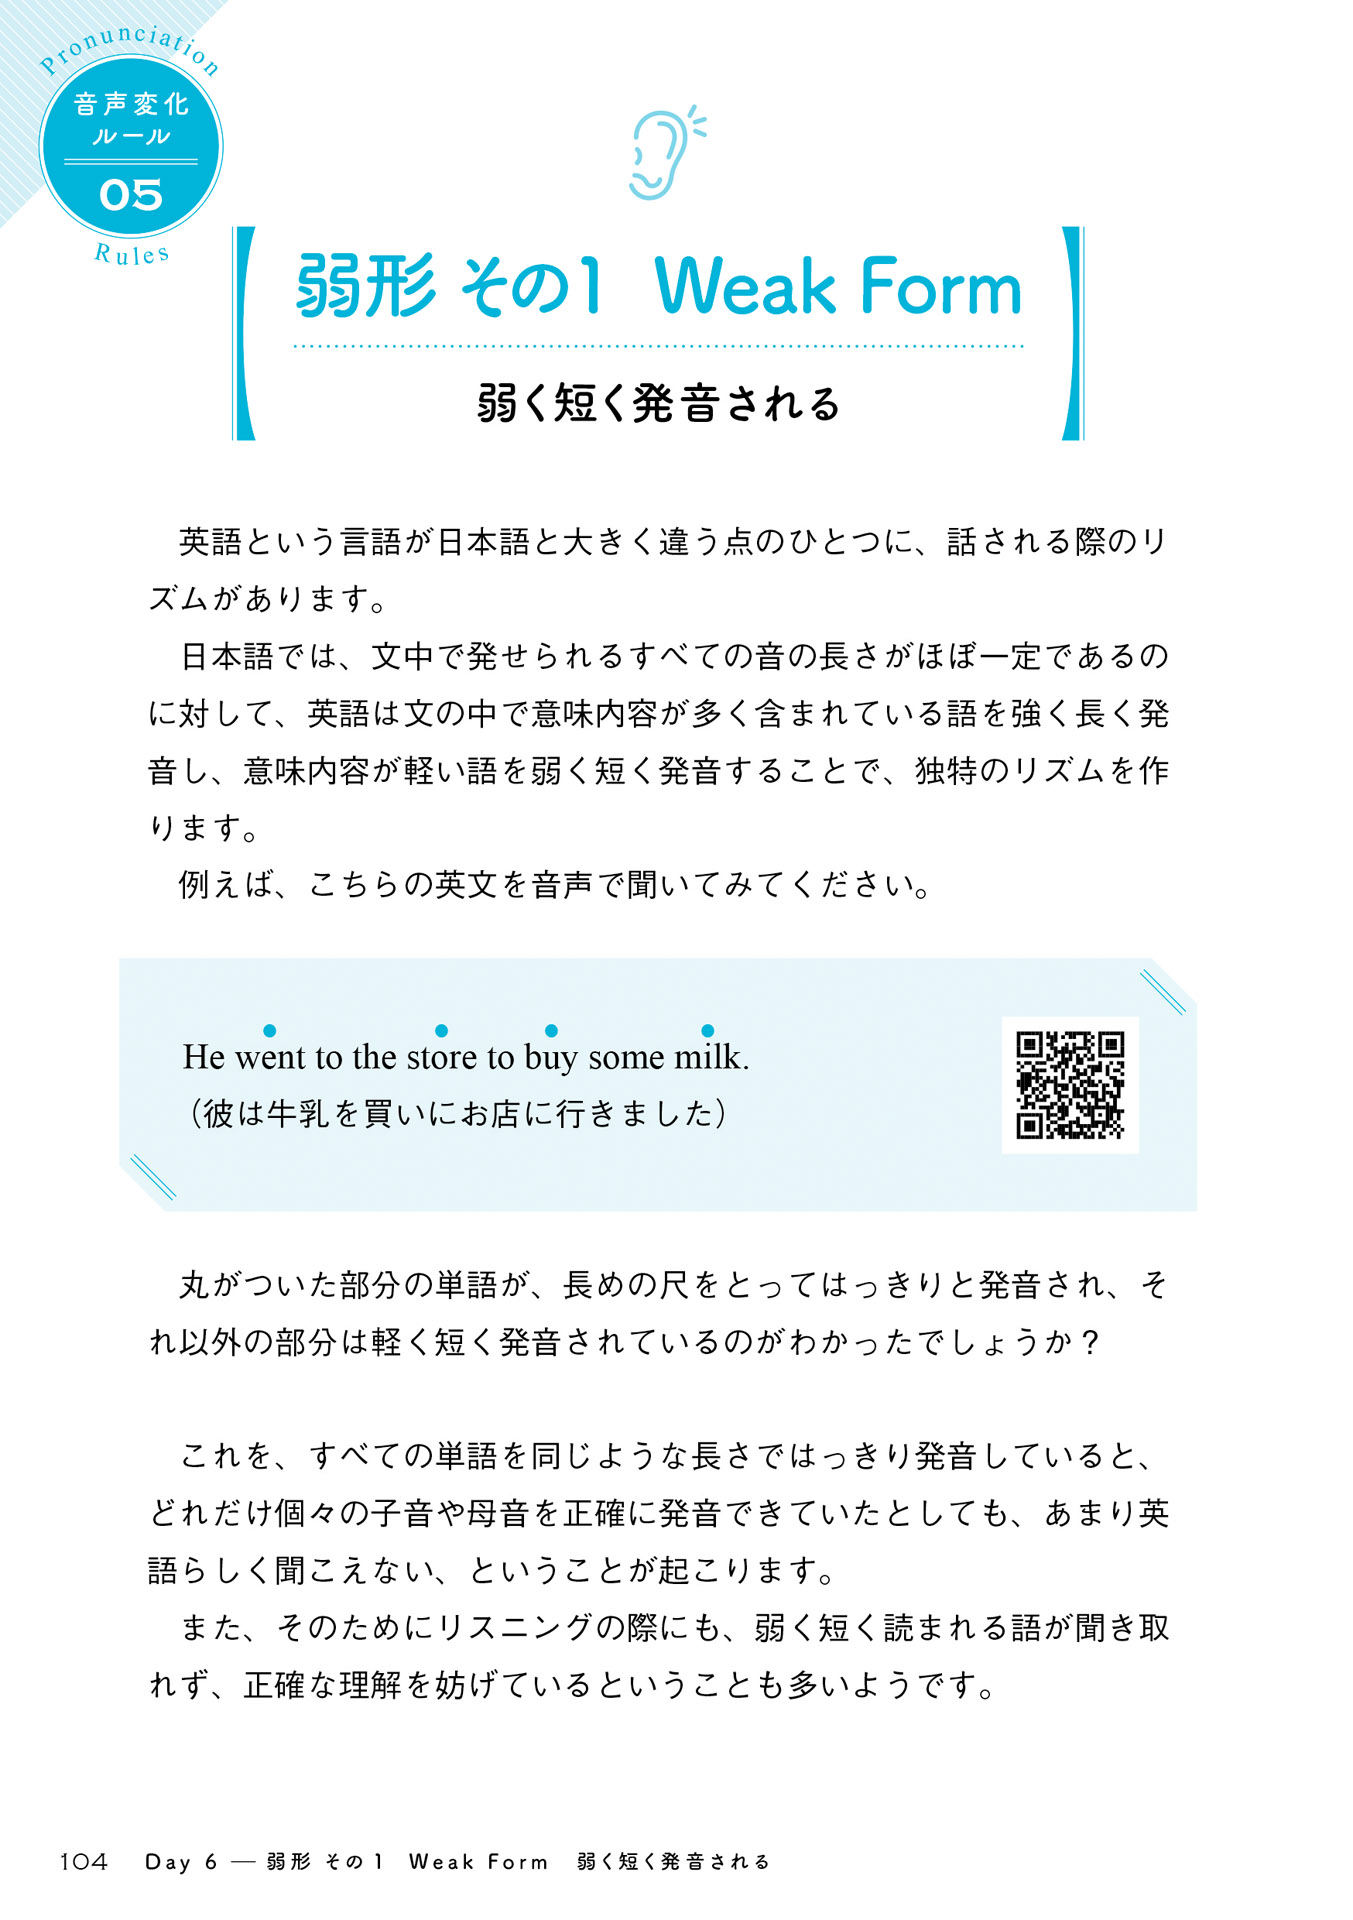 Pronunciation
音声変化
ルール
05
Rules
弱形 その1 Weak Form
弱く短く発音される
英語という言語が日本語と大きく違う点のひとつに、話される際のリ
ズムがあります。
日本語では、文中で発せられるすべての音の長さがほぼ一定であるの
に対して、英語は文の中で意味内容が多く含まれている語を強く長く発
音し、意味内容が軽い語を弱く短く発音することで、独特のリズムを作
ります。
例えば、こちらの英文を音声で聞いてみてください。
He went to the store to buy some milk.
（彼は牛乳を買いにお店に行きました）
丸がついた部分の単語が、長めの尺をとってはっきりと発音され、そ
れ以外の部分は軽く短く発音されているのがわかったでしょうか？
これを、すべての単語を同じような長さではっきり発音していると、
どれだけ個々の子音や母音を正確に発音できていたとしても、あまり英
語らしく聞こえない、ということが起こります。
また、そのためにリスニングの際にも、弱く短く読まれる語が聞き取
れず、正確な理解を妨げているということも多いようです。
104 Day 6 — 弱形 その1 Weak Form 弱く短く発音される